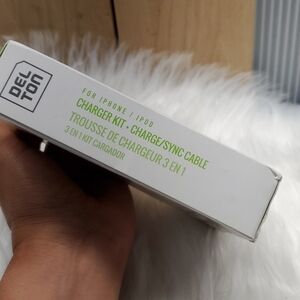 DEL
TON
FOR IPHONE / IPOD
CHARGER KIT • CHARGE/SYNC CABLE
TROUSSE DE CHARGEUR 3 EN 1
3 EN 1 KIT CARGADOR